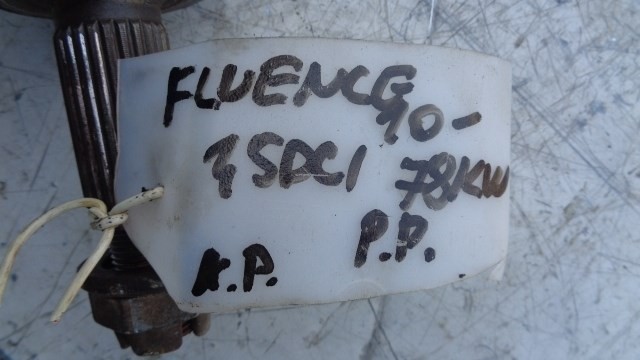 FLUENCE 10-
1 5DCI 78KW
P.P.
K.P.